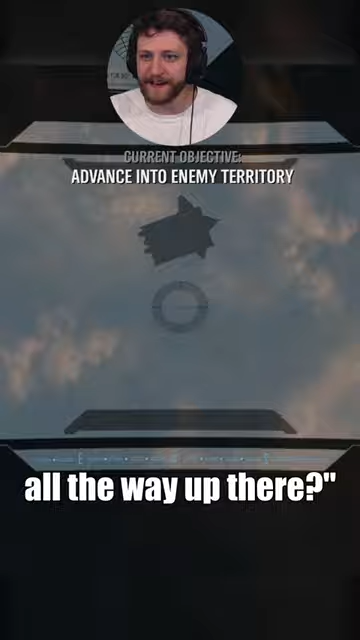 CURRENT OBJECTIVE:
ADVANCE INTO ENEMY TERRITORY
all the way up there?"